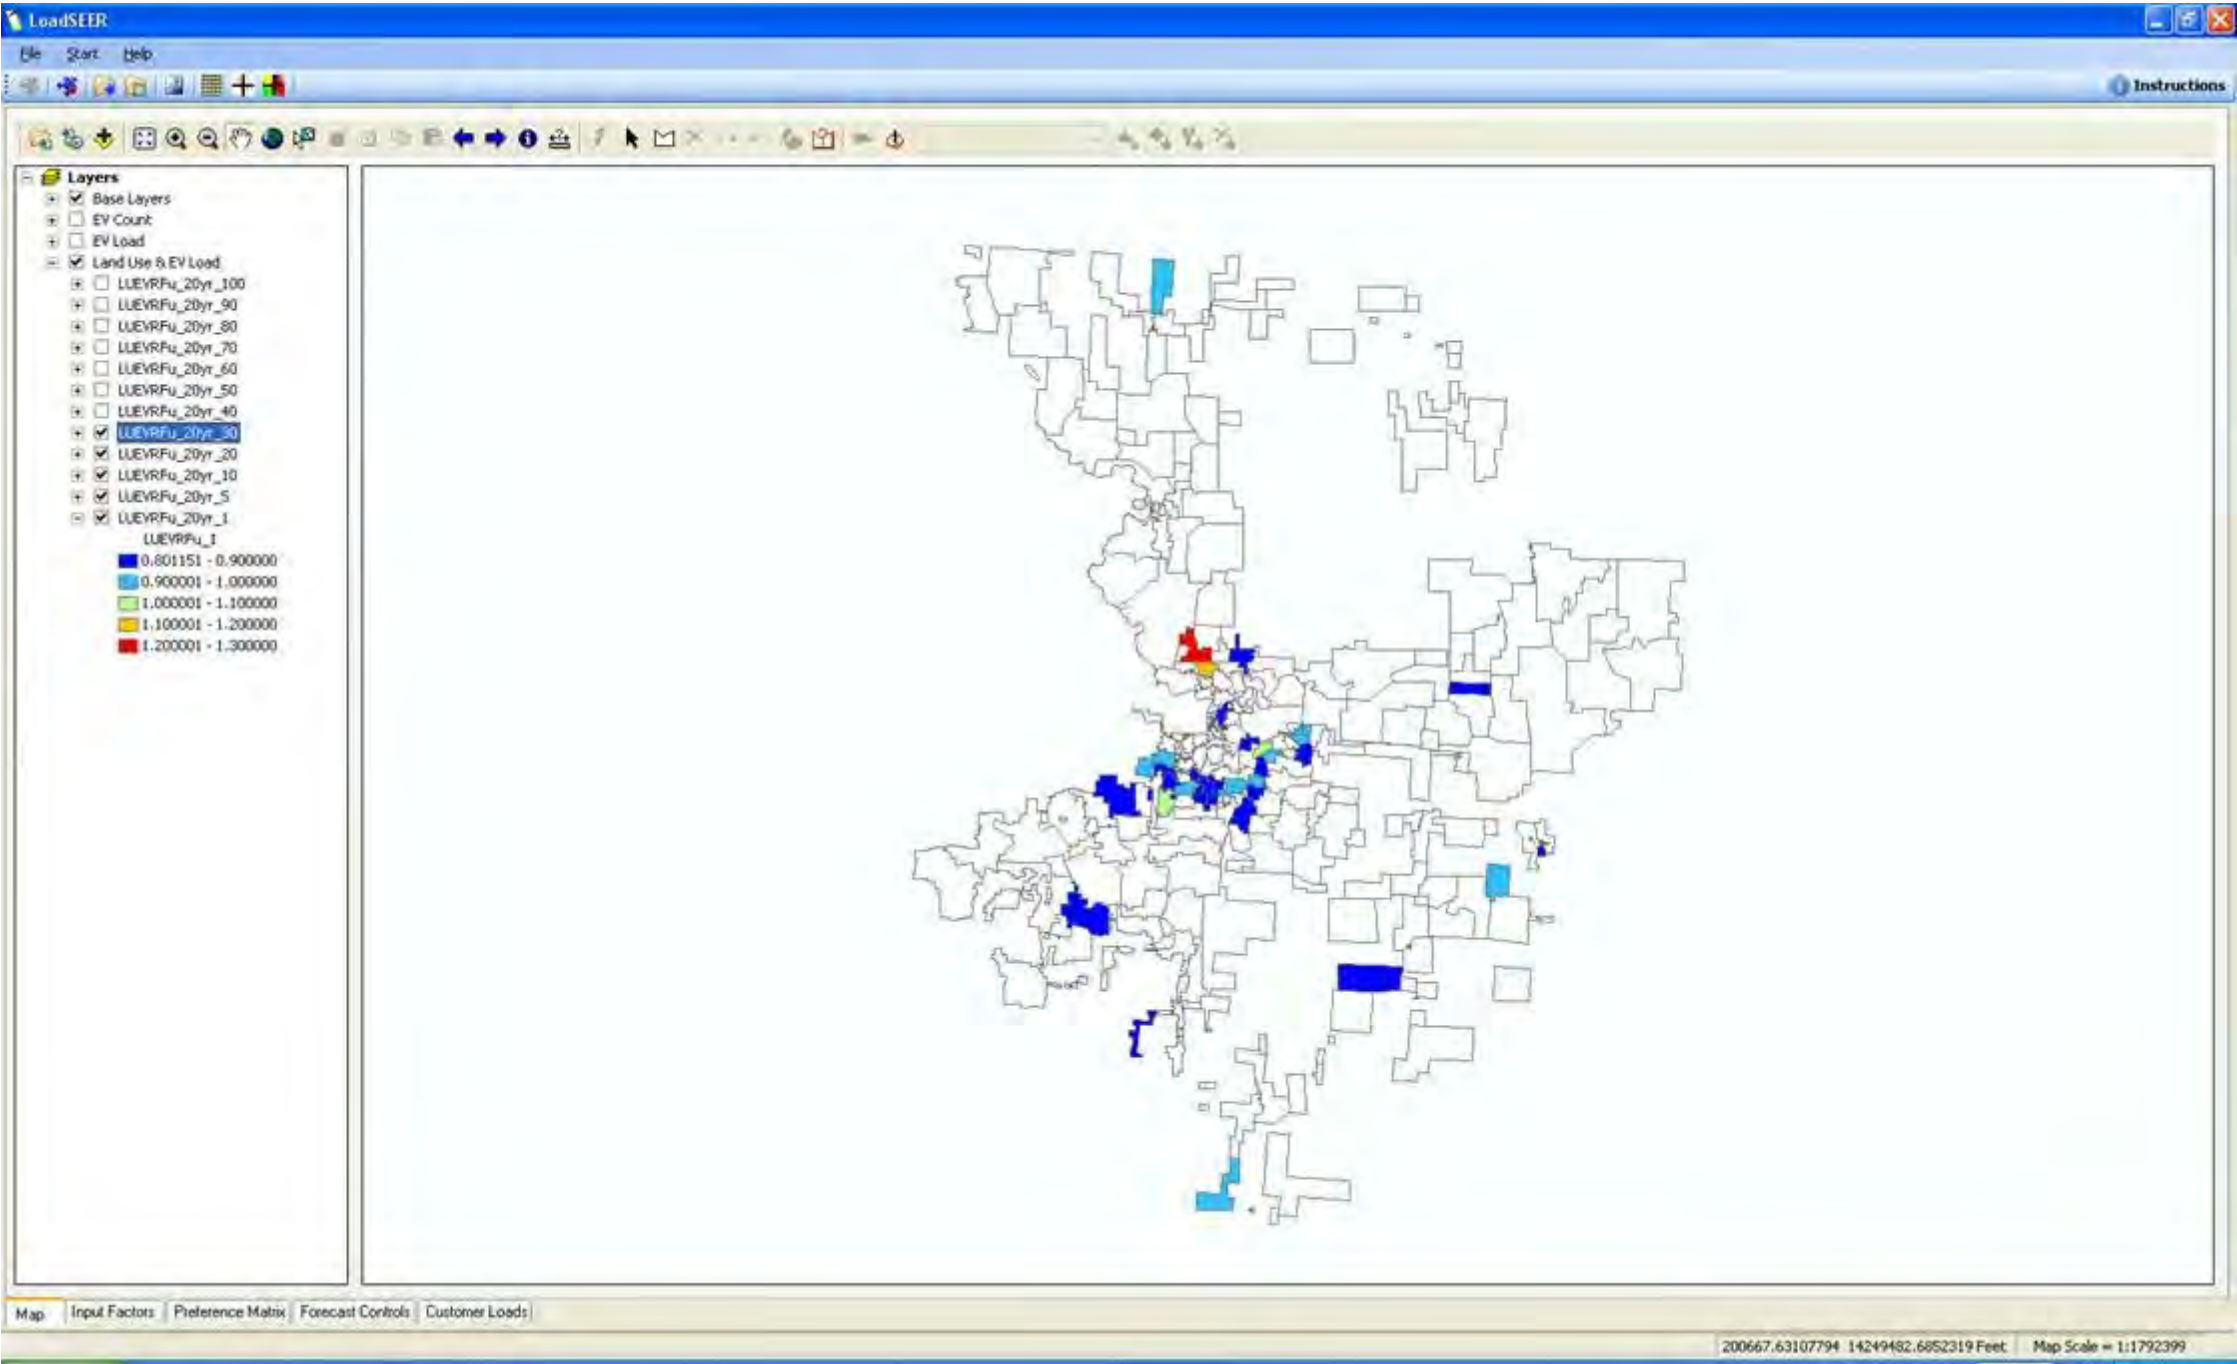 LoadSEER
File Start Help
Instructions
Layers
Base Layers
EV Count
EV Load
Land Use & EV Load
LUEVRFu_20yr_100
LUEVRFu_20yr_90
LUEVRFu_20yr_80
LUEVRFu_20yr_70
LUEVRFu_20yr_60
LUEVRFu_20yr_50
LUEVRFu_20yr_40
LUEVRFu_20yr_30
LUEVRFu_20yr_20
LUEVRFu_20yr_10
LUEVRFu_20yr_5
LUEVRFu_20yr_1
0.801151 - 0.900000
0.900001 - 1.000000
1.000001 - 1.100000
1.100001 - 1.200000
1.200001 - 1.300000
Map Input Factors Preference Matrix Forecast Controls Customer Loads
200667.63107794 14249482.6852319 Feet Map Scale = 1:1792399